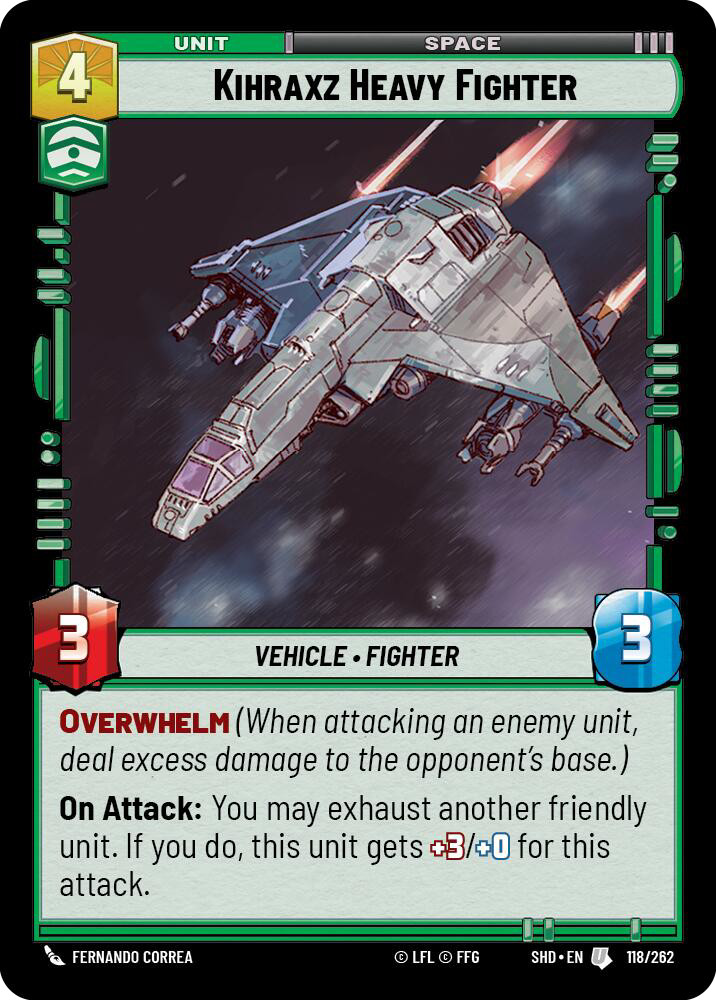 UNIT
SPACE
4
KIHRAXZ HEAVY FIGHTER
3
VEHICLE • FIGHTER
3
OVERWHELM (When attacking an enemy unit,
deal excess damage to the opponent's base.)
On Attack: You may exhaust another friendly
unit. If you do, this unit gets +3/+0 for this
attack.
FERNANDO CORREA
© LFL © FFG
SHD • EN
U
118/262